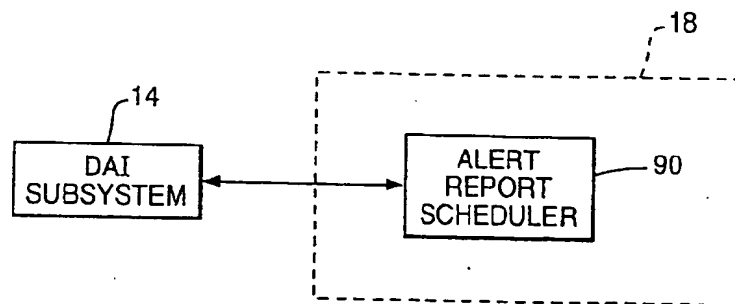 18
14
DAI
SUBSYSTEM
ALERT
REPORT
SCHEDULER
90